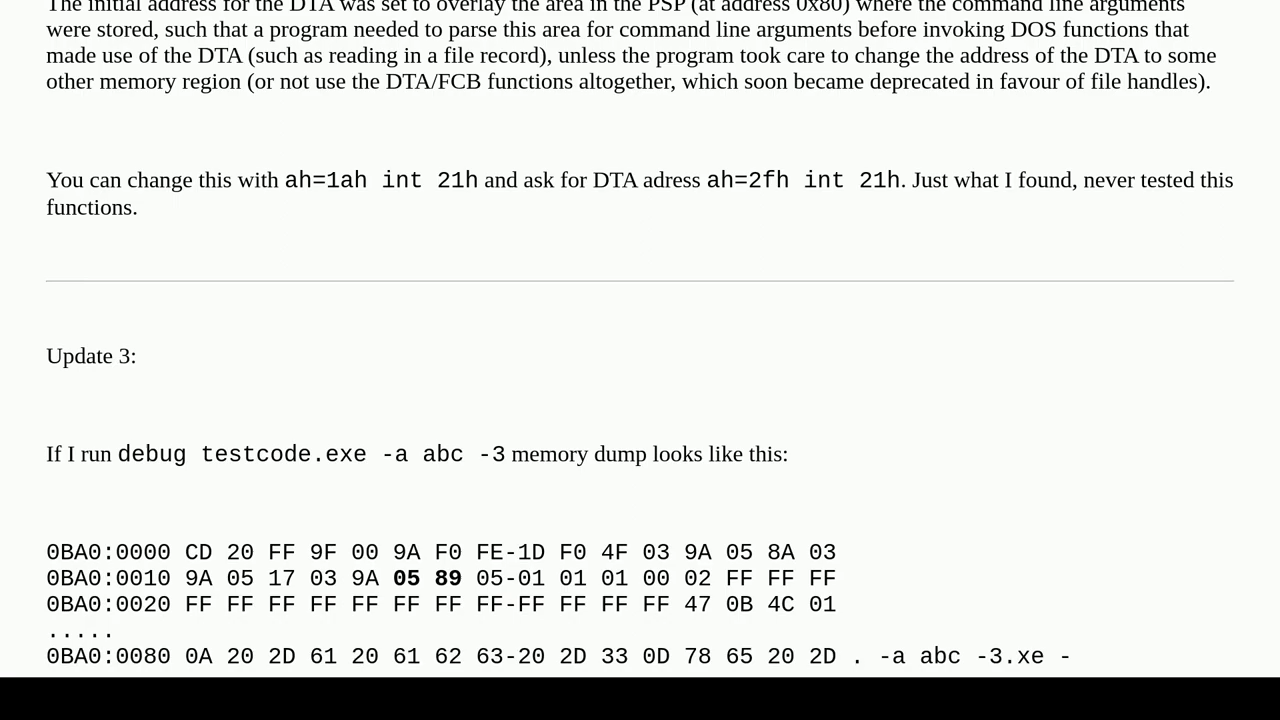 The initial address for the DTA was set to overlay the area in the PSP (at address 0x80) where the command line arguments
were stored, such that a program needed to parse this area for command line arguments before invoking DOS functions that
made use of the DTA (such as reading in a file record), unless the program took care to change the address of the DTA to some
other memory region (or not use the DTA/FCB functions altogether, which soon became deprecated in favour of file handles).
You can change this with ah=1ah int 21h and ask for DTA adress ah=2fh int 21h. Just what I found, never tested this
functions.
Update 3:
If I run debug testcode.exe -a abc -3 memory dump looks like this:
0BA0:0000 CD 20 FF 9F 00 9A F0 FE-1D F0 4F 03 9A 05 8A 03
0BA0:0010 9A 05 17 03 9A 05 89 05-01 01 01 00 02 FF FF FF
0BA0:0020 FF FF FF FF FF FF FF FF-FF FF FF FF 47 0B 4C 01
.....
0BA0:0080 0A 20 2D 61 20 61 62 63-20 2D 33 0D 78 65 20 2D . -a abc -3.xe -